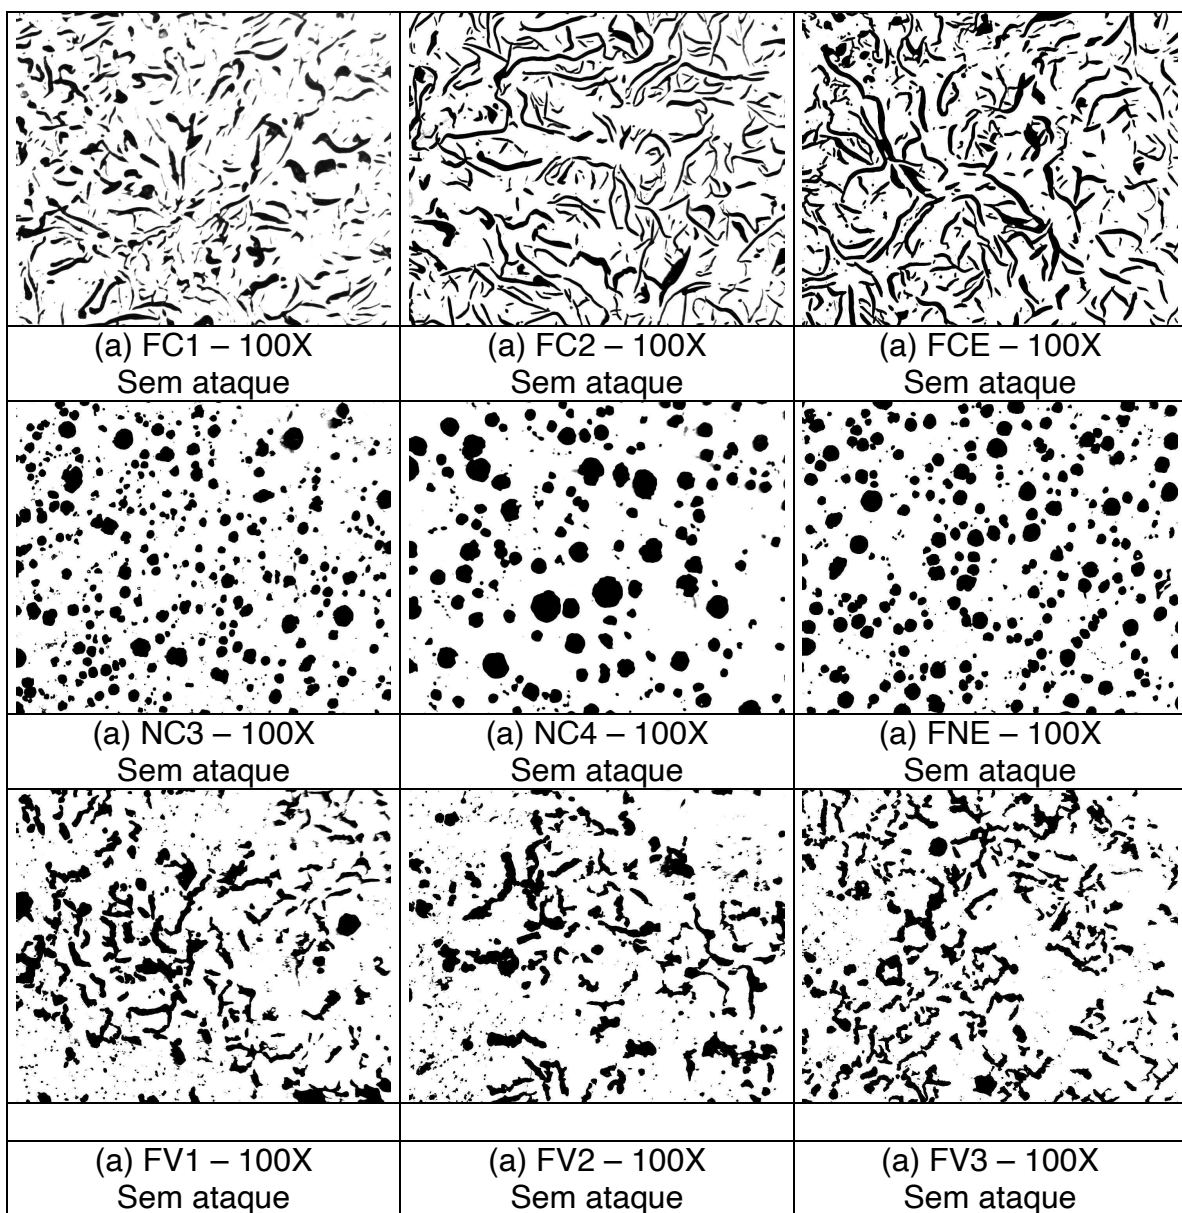 (a) FC1 – 100X
Sem ataque
(a) FC2 – 100X
Sem ataque
(a) FCE – 100X
Sem ataque
(a) NC3 – 100X
Sem ataque
(a) NC4 – 100X
Sem ataque
(a) FNE – 100X
Sem ataque
(a) FV1 – 100X
Sem ataque
(a) FV2 – 100X
Sem ataque
(a) FV3 – 100X
Sem ataque